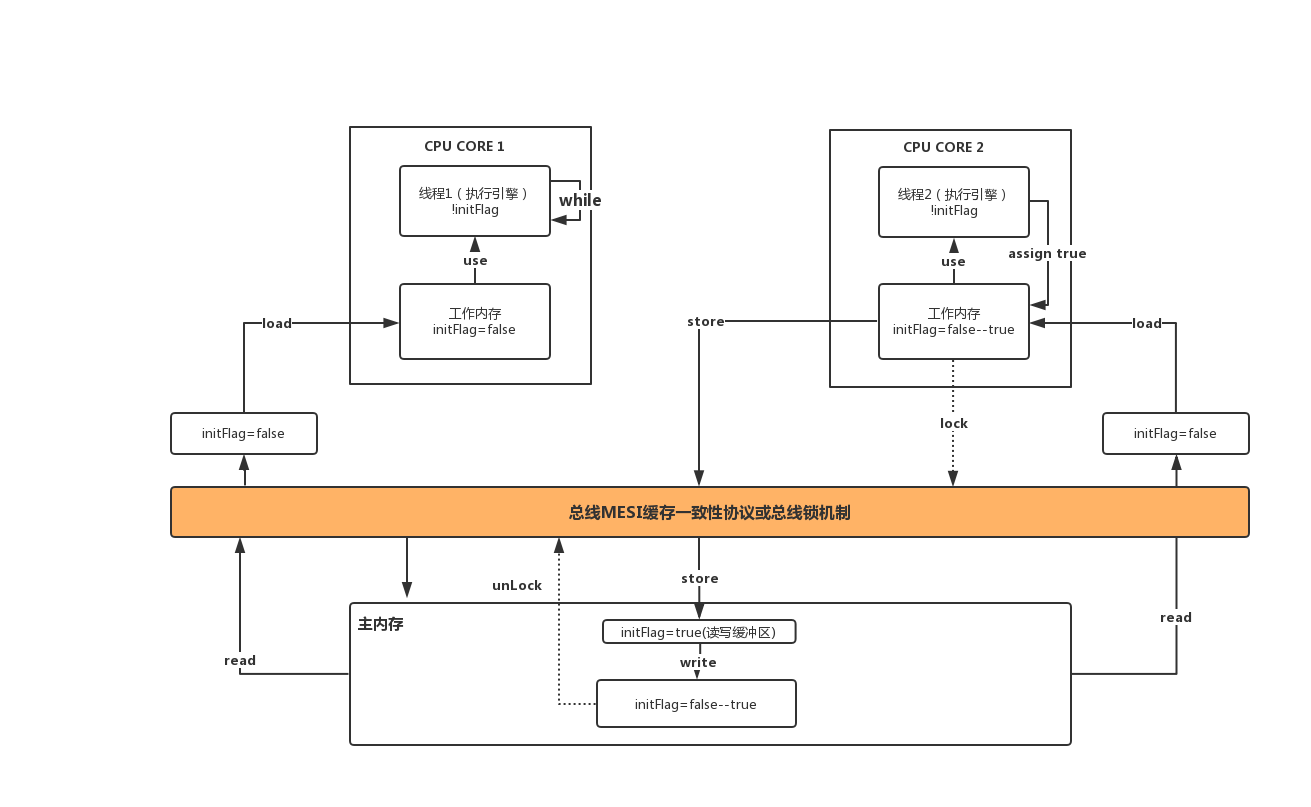 CPU CORE 1
线程1（执行引擎）
!initFlag
while
use
工作内存
initFlag=false
load
initFlag=false
CPU CORE 2
线程2（执行引擎）
!initFlag
assign true
use
工作内存
initFlag=false--true
store
load
lock
initFlag=false
总线MESI缓存一致性协议或总线锁机制
unLock
store
read
read
主内存
initFlag=true(读写缓冲区)
write
initFlag=false--true